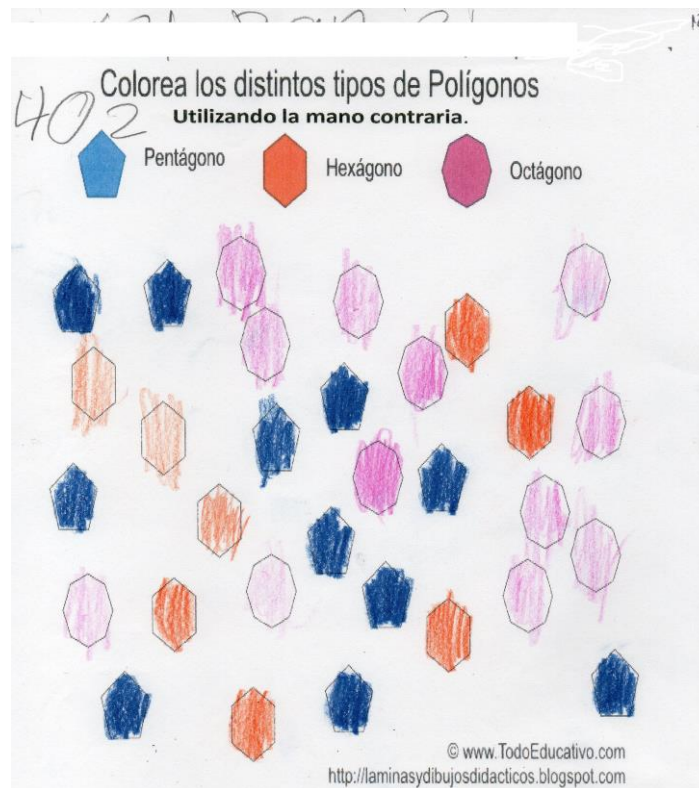 Colorea los distintos tipos de Polígonos
402
Utilizando la mano contraria.
Pentágono
Hexágono
Octágono
© www.TodoEducativo.com
http://laminasydibujosdidacticos.blogspot.com